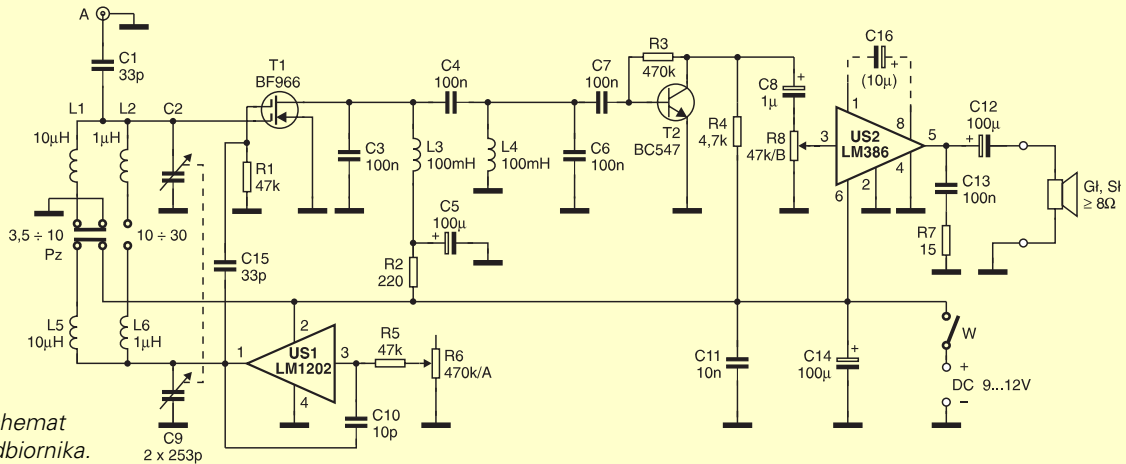 A
C1
33p
L1
L2
C2
10µH
1µH
T1
BF966
R1
47k
C3
100n
C4
100n
L3
100mH
L4
100mH
C5
+
100µ
R2
220
C6
100n
C7
100n
R3
470k
T2
BC547
R4
4,7k
C8
1µ
+
R8
47k/B
C16
+
(10µ)
1
8
3
US2
LM386
5
6
2
4
C12
100µ
+
C13
100n
R7
15
Gł, Sł
≥ 8Ω
3,5 ÷ 10
Pz
10 ÷ 30
C15
33p
L5
10µH
L6
1µH
C9
2 x 253p
1
2
US1
LM1202
3
4
R5
47k
R6
470k/A
C10
10p
C11
10n
C14
100µ
+
W
+
DC 9...12V
–
hemat
dbiornika.